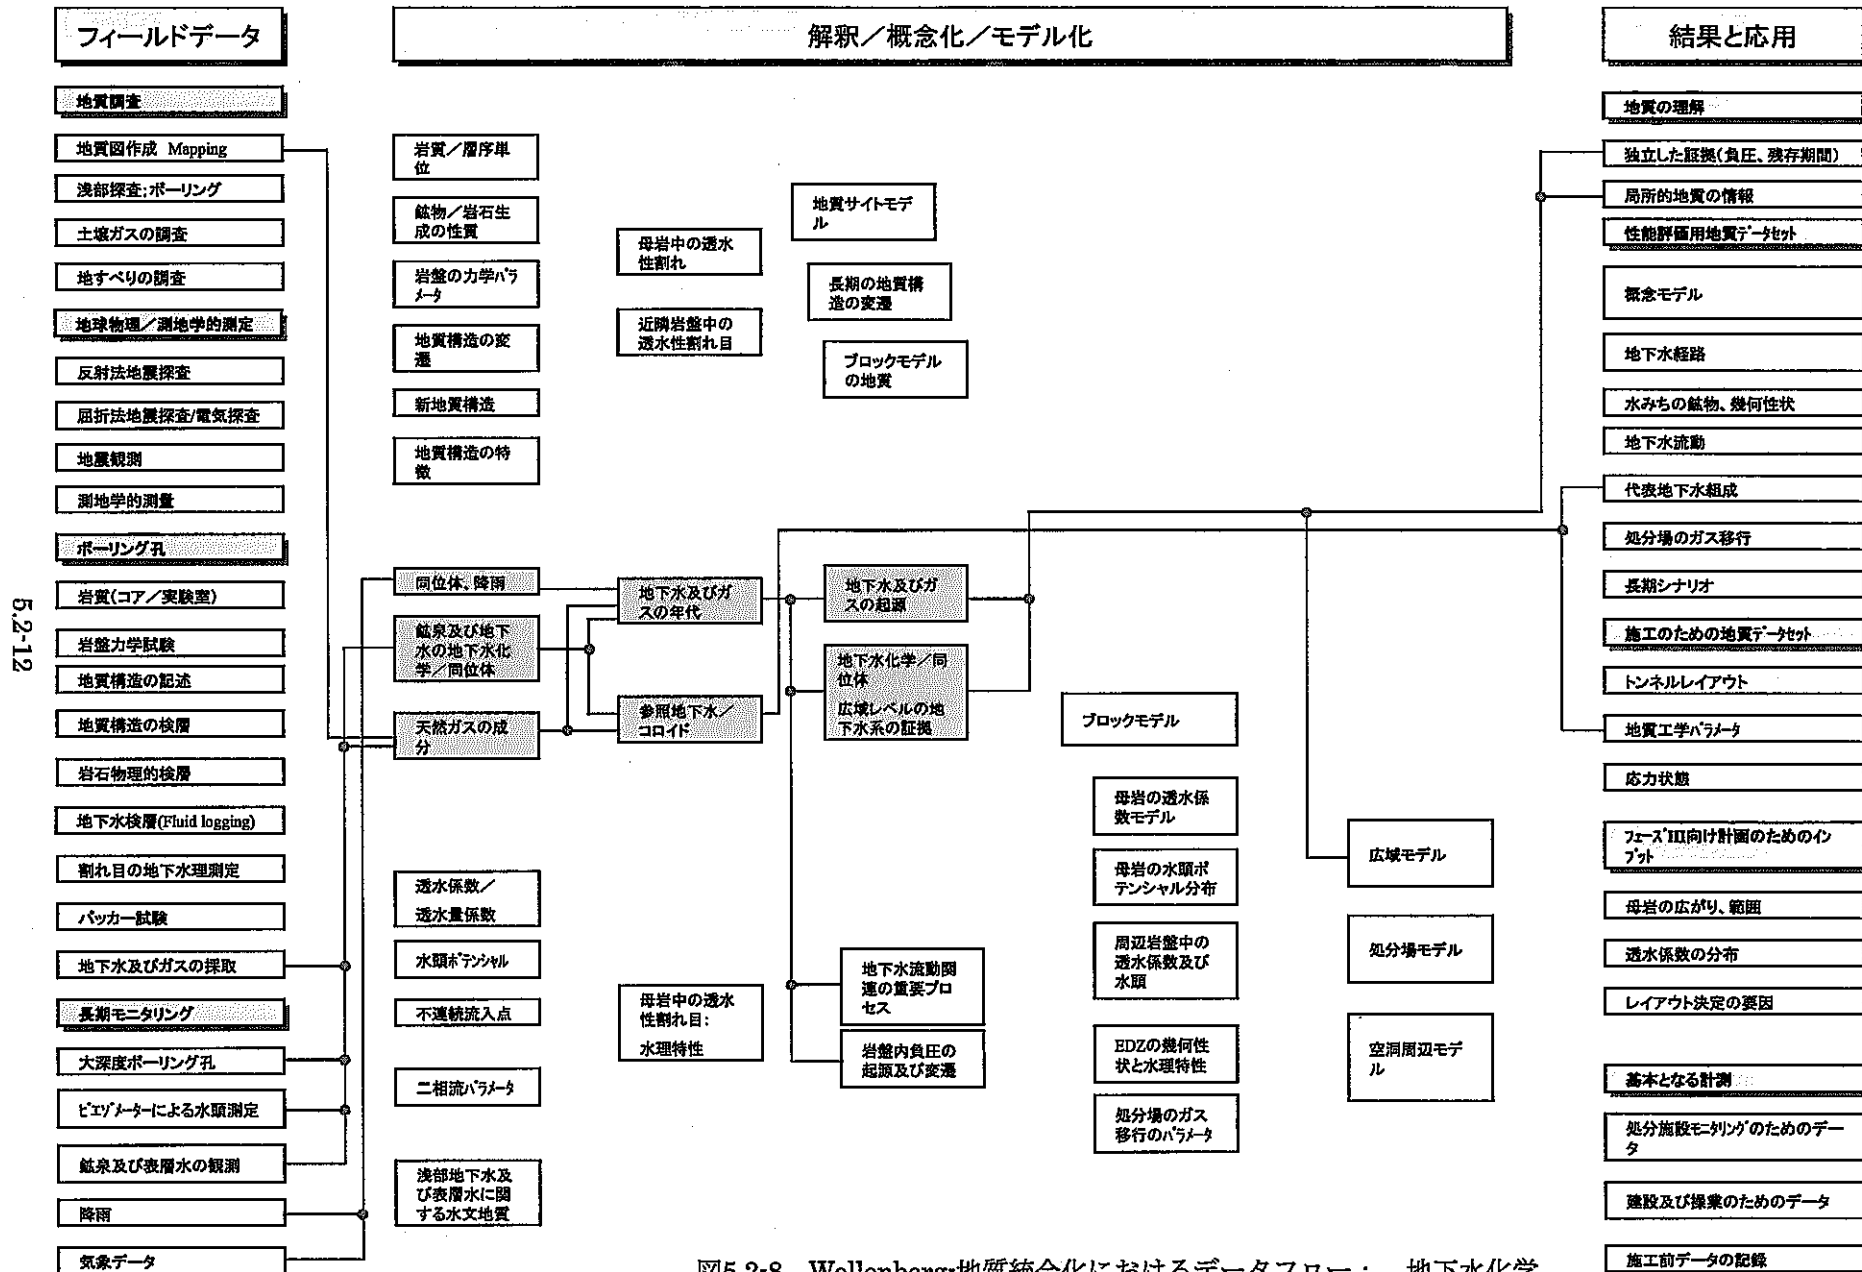 フィールドデータ
地質調査
地質図作成 Mapping
浅部探査;ボーリング
土壌ガスの調査
地すべりの調査
地球物理／測地学的測定
反射法地震探査
屈折法地震探査/電気探査
地震観測
測地学的測量
ボーリング孔
岩質(コア／実験室)
岩盤力学試験
地質構造の記述
地質構造の検層
岩石物理的検層
地下水検層(Fluid logging)
割れ目の地下水理測定
パッカー試験
地下水及びガスの採取
長期モニタリング
大深度ボーリング孔
ピエゾメーターによる水頭測定
鉱泉及び表層水の観測
降雨
気象データ
解釈／概念化／モデル化
岩質／層序単
位
鉱物／岩石生
成の性質
岩盤の力学パラ
メータ
地質構造の変
遷
新地質構造
地質構造の特
徴
同位体、降雨
鉱泉及び地下
水の地下水化
学／同位体
天然ガスの成
分
透水係数／
透水量係数
水頭ポテンシャル
不連続流入点
二相流パラメータ
浅部地下水及
び表層水に関
する水文地質
母岩中の透水
性割れ
近隣岩盤中の
透水性割れ目
地下水及びガ
スの年代
参照地下水／
コロイド
母岩中の透水
性割れ目:
水理特性
地質サイトモデ
ル
長期の地質構
造の変遷
ブロックモデル
の地質
地下水及びガ
スの起源
地下水化学／同
位体
広域レベルの地
下水系の証拠
地下水流動関
連の重要プロ
セス
岩盤内負圧の
起源及び変遷
ブロックモデル
母岩の透水係
数モデル
母岩の水頭ポ
テンシャル分布
周辺岩盤中の
透水係数及び
水頭
EDZの幾何性
状と水理特性
処分場のガス
移行のパラメータ
広域モデル
処分場モデル
空洞周辺モデ
ル
結果と応用
地質の理解
独立した証拠(負圧、残存期間)
局所的地質の情報
性能評価用地質データセット
概念モデル
地下水経路
水みちの鉱物、幾何性状
地下水流動
代表地下水組成
処分場のガス移行
長期シナリオ
施工のための地質データセット
トンネルレイアウト
地質工学パラメータ
応力状態
フェーズIII向け計画のためのイン
プット
母岩の広がり、範囲
透水係数の分布
レイアウト決定の要因
基本となる計測
処分施設モニタリングのためのデー
タ
建設及び操業のためのデータ
施工前データの記録
図5.2-8 Wellenberg:地質統合化におけるデータフロー： 地下水化学
5.2-12